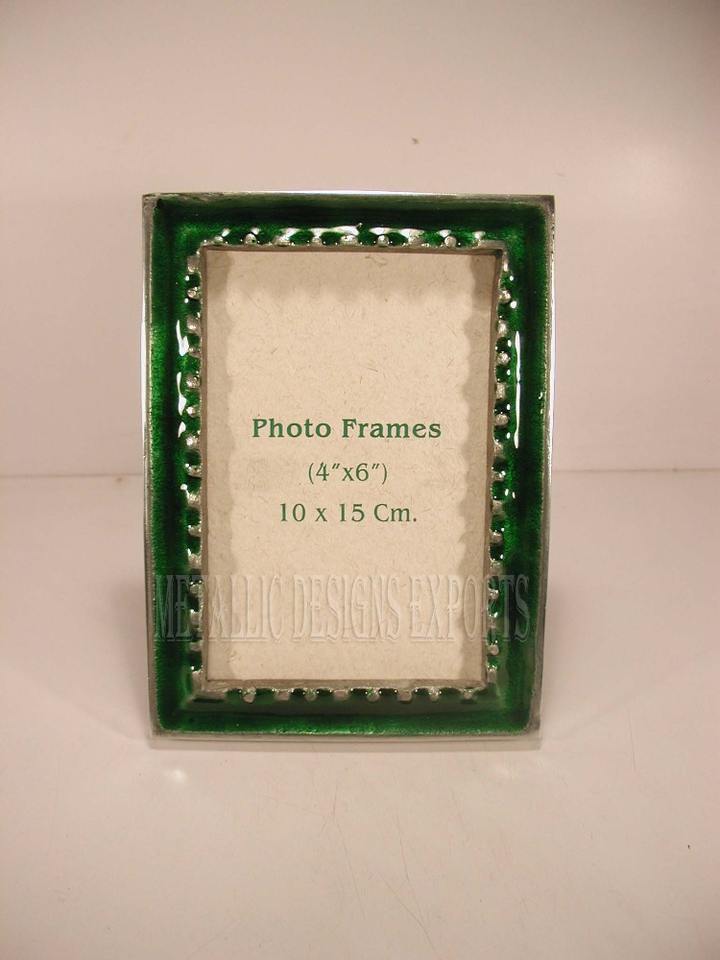 Photo Frames
(4"x6")
10 x 15 Cm.
METALLIC DESIGNS EXPORTS